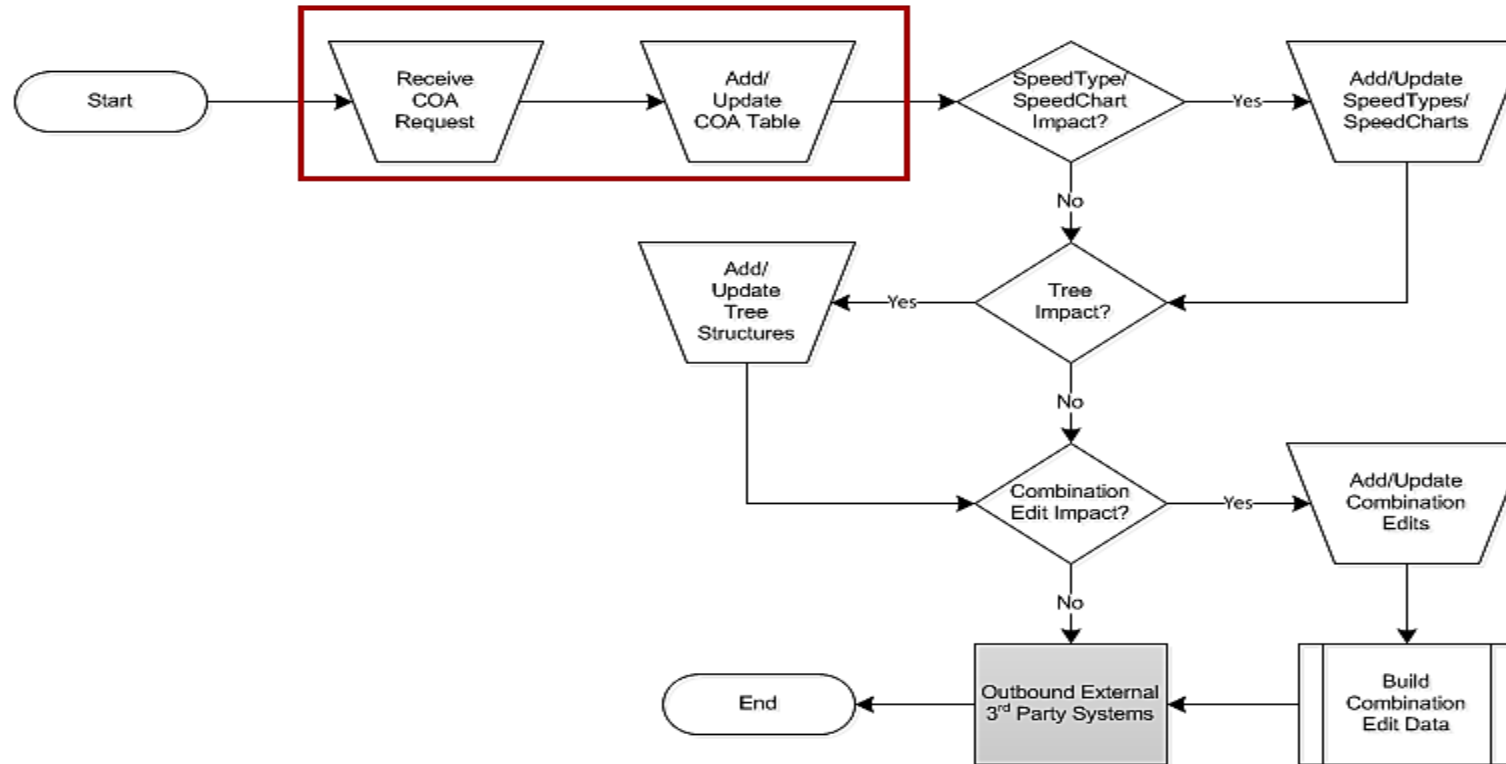 Start
Receive
COA
Request
Add/
Update
COA Table
SpeedType/
SpeedChart
Impact?
Yes
Add/Update
SpeedTypes/
SpeedCharts
No
Add/
Update
Tree
Structures
Yes
Tree
Impact?
No
Combination
Edit Impact?
Yes
Add/Update
Combination
Edits
No
End
Outbound External
3rd Party Systems
Build
Combination
Edit Data